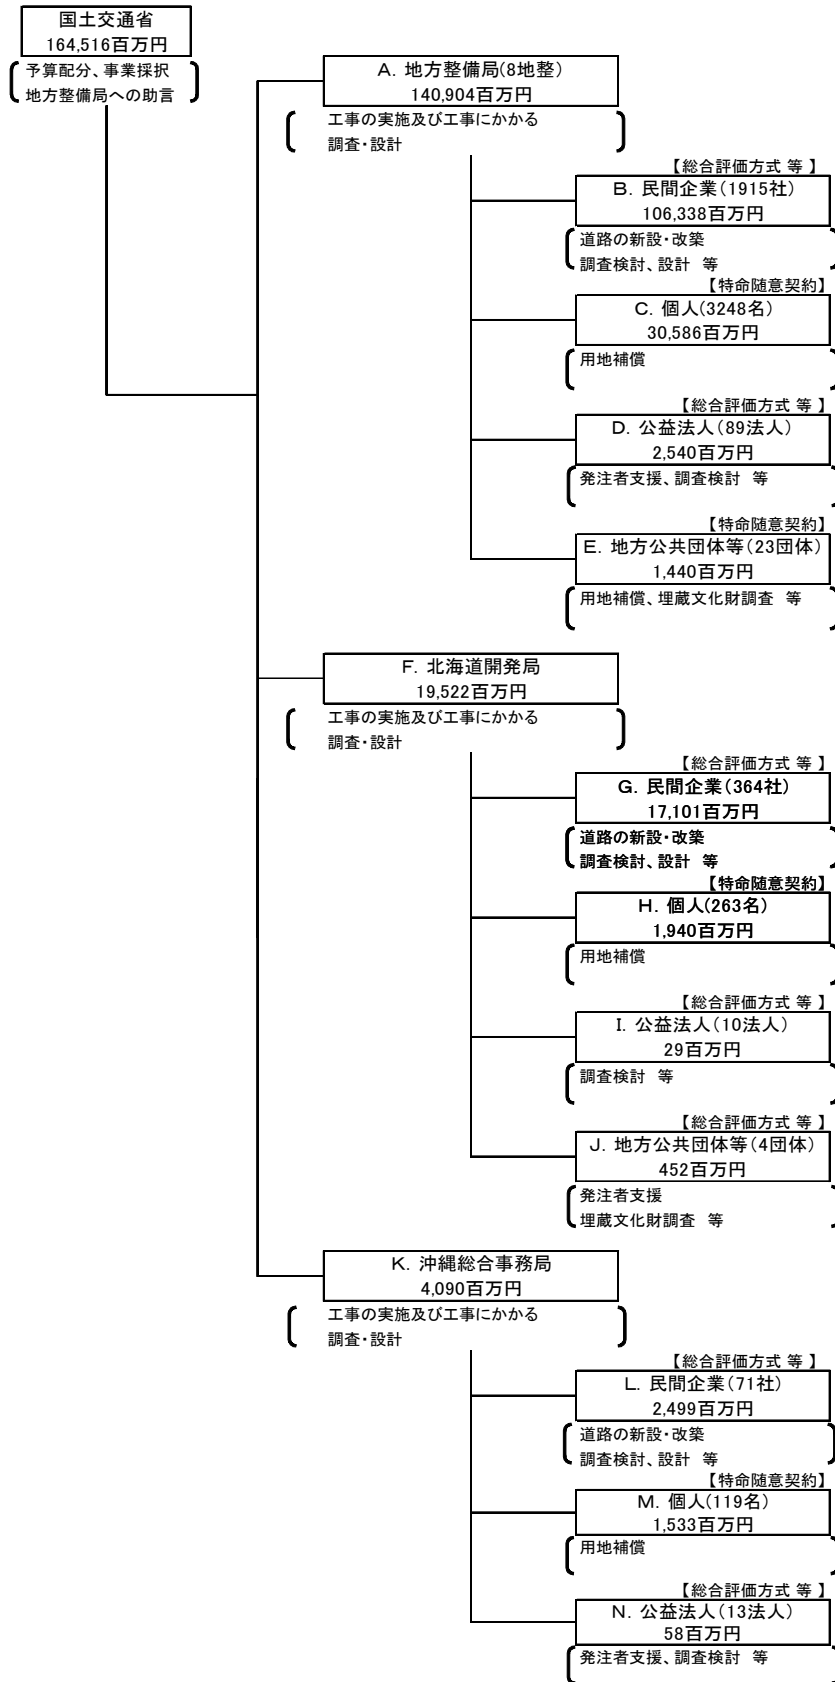 国土交通省
164,516百万円
予算配分、事業採択
地方整備局への助言
A. 地方整備局(8地整)
140,904百万円
工事の実施及び工事にかかる
調査・設計
【総合評価方式 等 】
B. 民間企業(1915社)
106,338百万円
道路の新設・改築
調査検討、設計 等
【特命随意契約】
C. 個人(3248名)
30,586百万円
用地補償
【総合評価方式 等 】
D. 公益法人(89法人)
2,540百万円
発注者支援、調査検討 等
【特命随意契約】
E. 地方公共団体等(23団体)
1,440百万円
用地補償、埋蔵文化財調査 等
F. 北海道開発局
19,522百万円
工事の実施及び工事にかかる
調査・設計
【総合評価方式 等 】
G. 民間企業(364社)
17,101百万円
道路の新設・改築
調査検討、設計 等
【特命随意契約】
H. 個人(263名)
1,940百万円
用地補償
【総合評価方式 等 】
I. 公益法人(10法人)
29百万円
調査検討 等
【総合評価方式 等 】
J. 地方公共団体等(4団体)
452百万円
発注者支援
埋蔵文化財調査 等
K. 沖縄総合事務局
4,090百万円
工事の実施及び工事にかかる
調査・設計
【総合評価方式 等 】
L. 民間企業(71社)
2,499百万円
道路の新設・改築
調査検討、設計 等
【特命随意契約】
M. 個人(119名)
1,533百万円
用地補償
【総合評価方式 等 】
N. 公益法人(13法人)
58百万円
発注者支援、調査検討 等